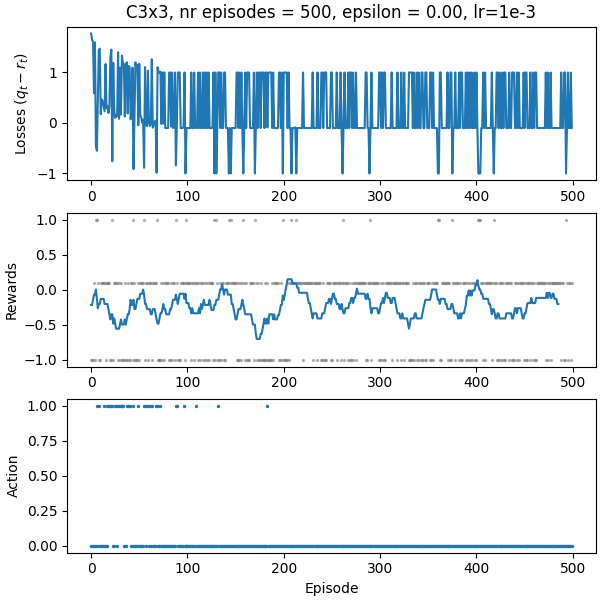 C3x3, nr episodes = 500, epsilon = 0.00, lr=1e-3
Losses (q_t − r_t)
1
0
−1
0 100 200 300 400 500
Rewards
1.0
0.5
0.0
−0.5
−1.0
0 100 200 300 400 500
Action
1.00
0.75
0.50
0.25
0.00
0 100 200 300 400 500
Episode